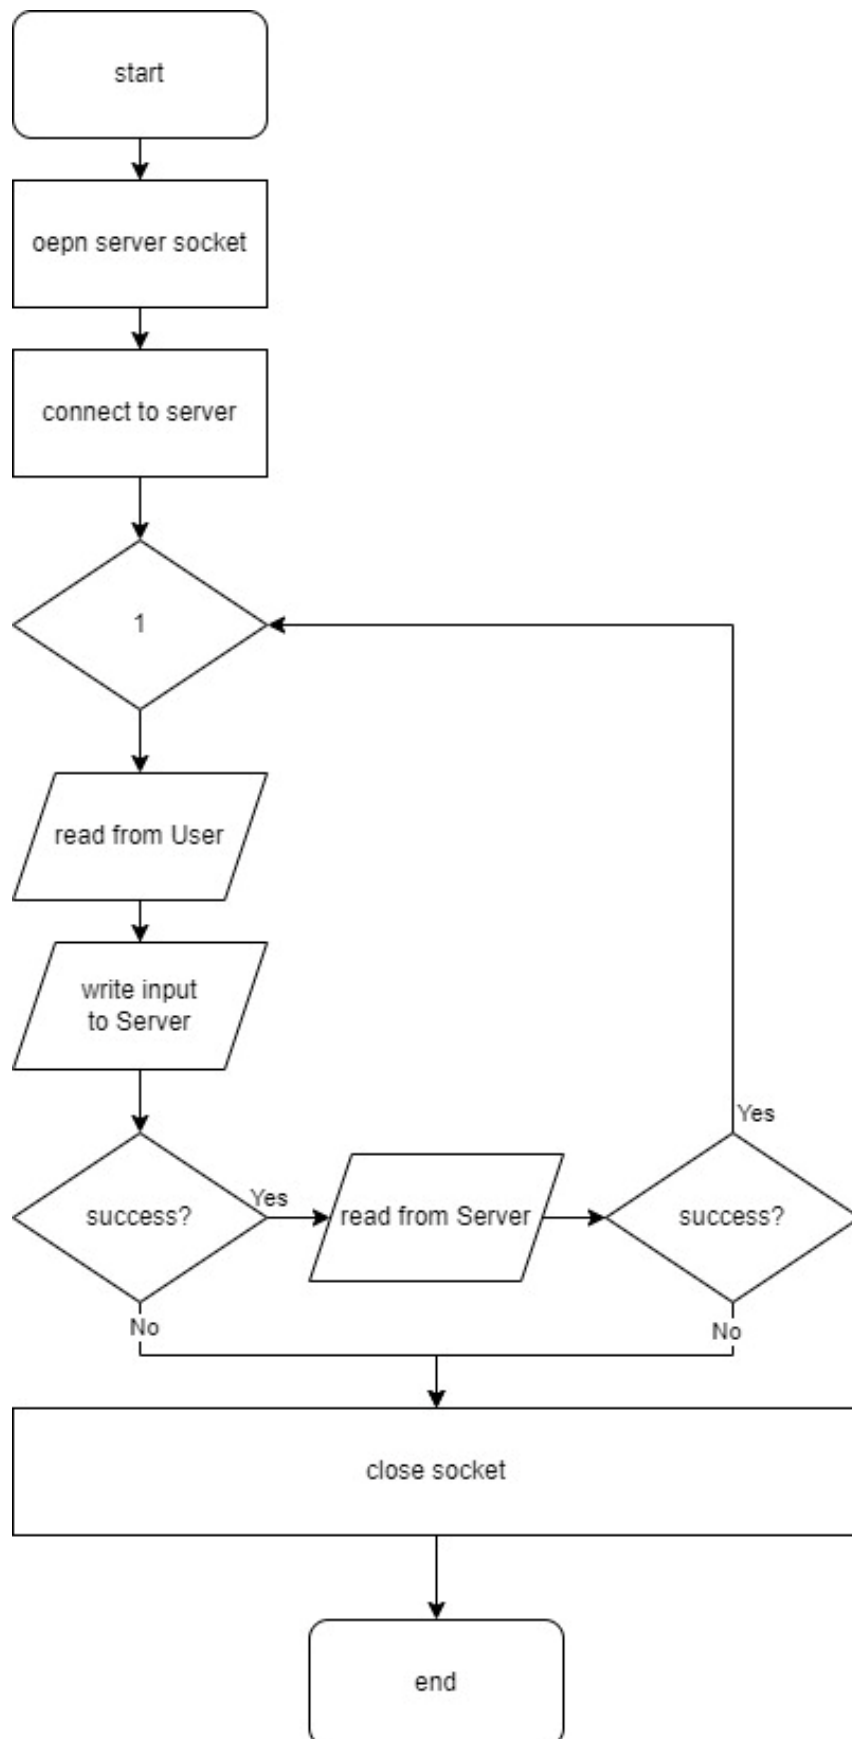 start
oepn server socket
connect to server
1
read from User
write input
to Server
success?
Yes
read from Server
success?
Yes
No
No
close socket
end